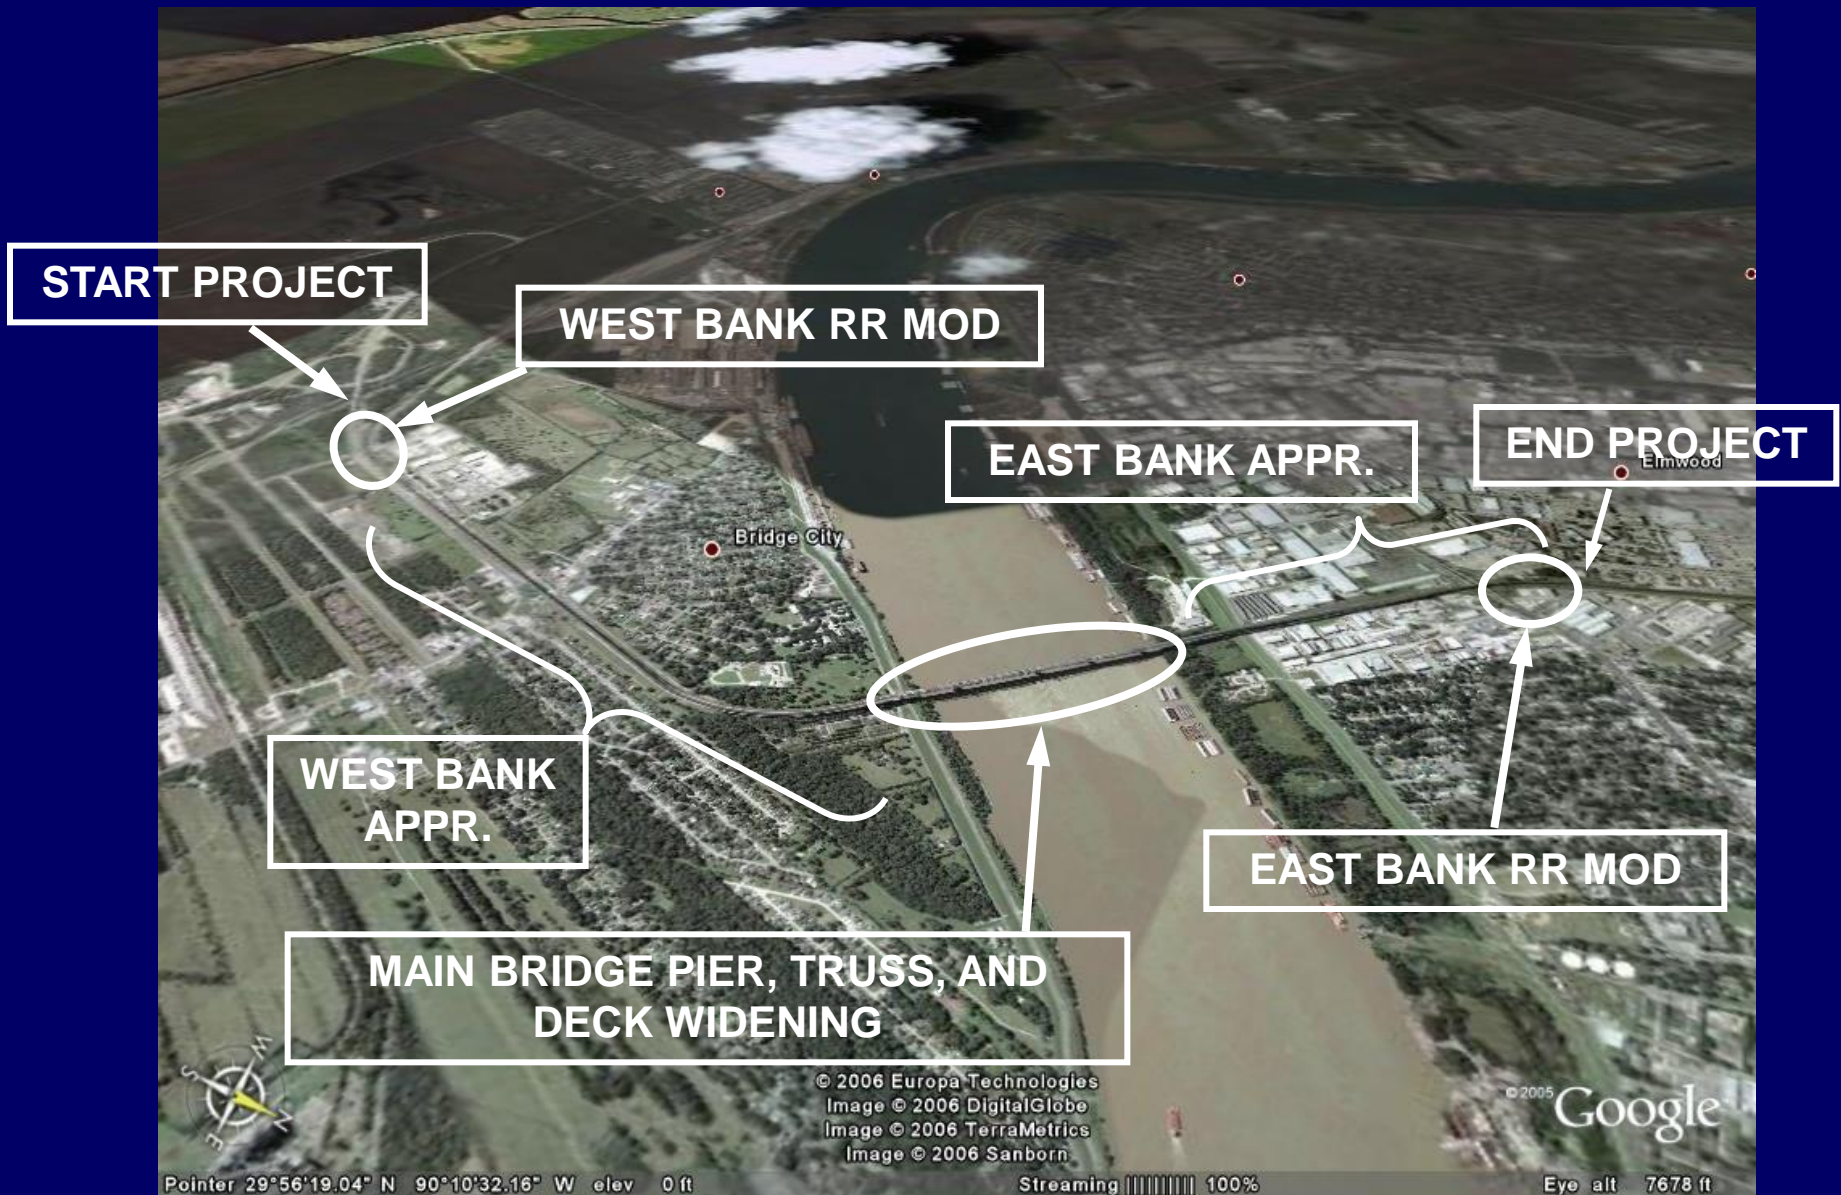 START PROJECT
WEST BANK RR MOD
EAST BANK APPR.
END PROJECT
Elmwood
Bridge City
WEST BANK
APPR.
EAST BANK RR MOD
MAIN BRIDGE PIER, TRUSS, AND
DECK WIDENING
W
S
N
E
© 2006 Europa Technologies
Image © 2006 DigitalGlobe
Image © 2006 TerraMetrics
Image © 2006 Sanborn
© 2005 Google
Pointer 29°56'19.04" N 90°10'32.16" W elev 0 ft
Streaming |||||||||| 100%
Eye alt 7678 ft